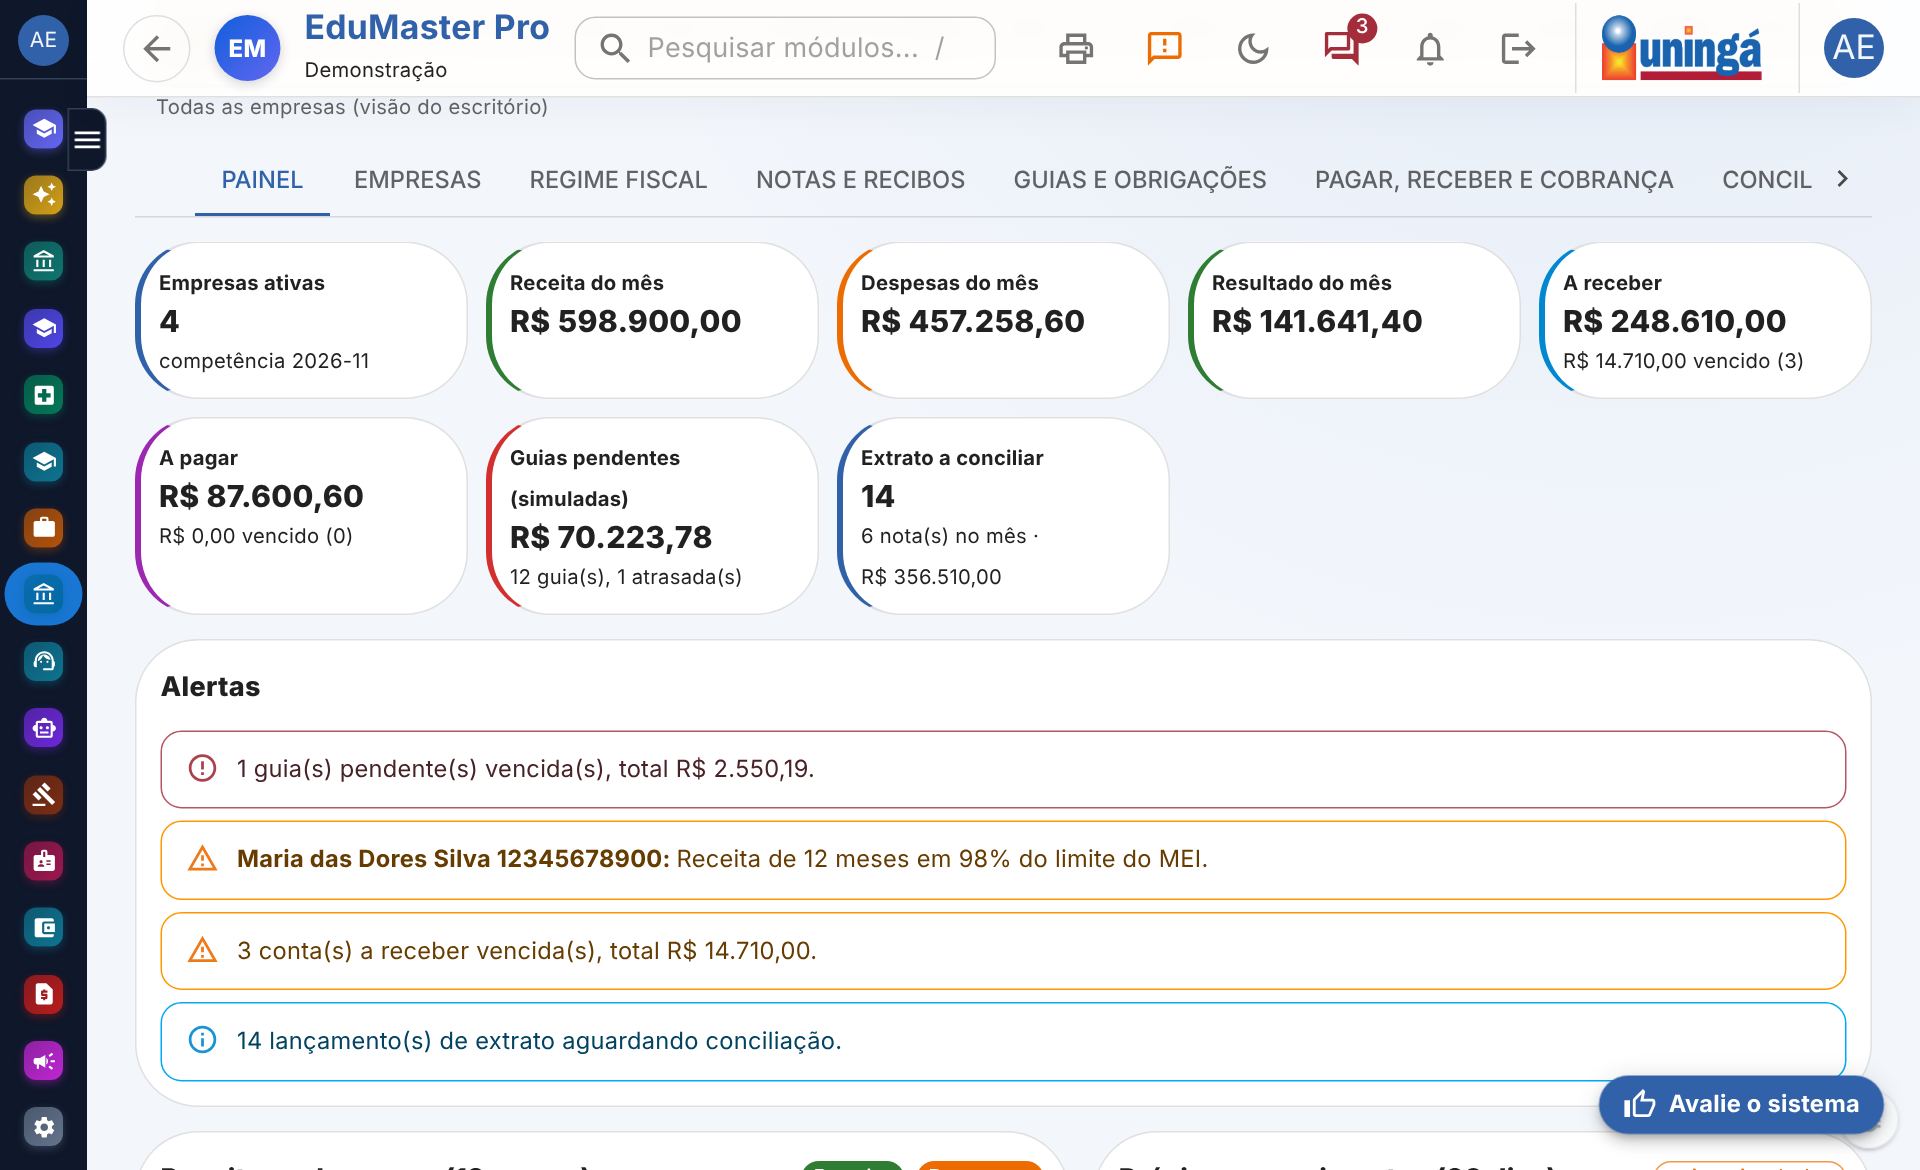 AE
EM
EduMaster Pro
Demonstração
Pesquisar módulos... /
3
uningá
AE
Todas as empresas (visão do escritório)
PAINEL
EMPRESAS
REGIME FISCAL
NOTAS E RECIBOS
GUIAS E OBRIGAÇÕES
PAGAR, RECEBER E COBRANÇA
CONCIL
Empresas ativas
4
competência 2026-11
Receita do mês
R$ 598.900,00
Despesas do mês
R$ 457.258,60
Resultado do mês
R$ 141.641,40
A receber
R$ 248.610,00
R$ 14.710,00 vencido (3)
A pagar
R$ 87.600,60
R$ 0,00 vencido (0)
Guias pendentes
(simuladas)
R$ 70.223,78
12 guia(s), 1 atrasada(s)
Extrato a conciliar
14
6 nota(s) no mês ·
R$ 356.510,00
Alertas
1 guia(s) pendente(s) vencida(s), total R$ 2.550,19.
Maria das Dores Silva 12345678900: Receita de 12 meses em 98% do limite do MEI.
3 conta(s) a receber vencida(s), total R$ 14.710,00.
14 lançamento(s) de extrato aguardando conciliação.
Avalie o sistema